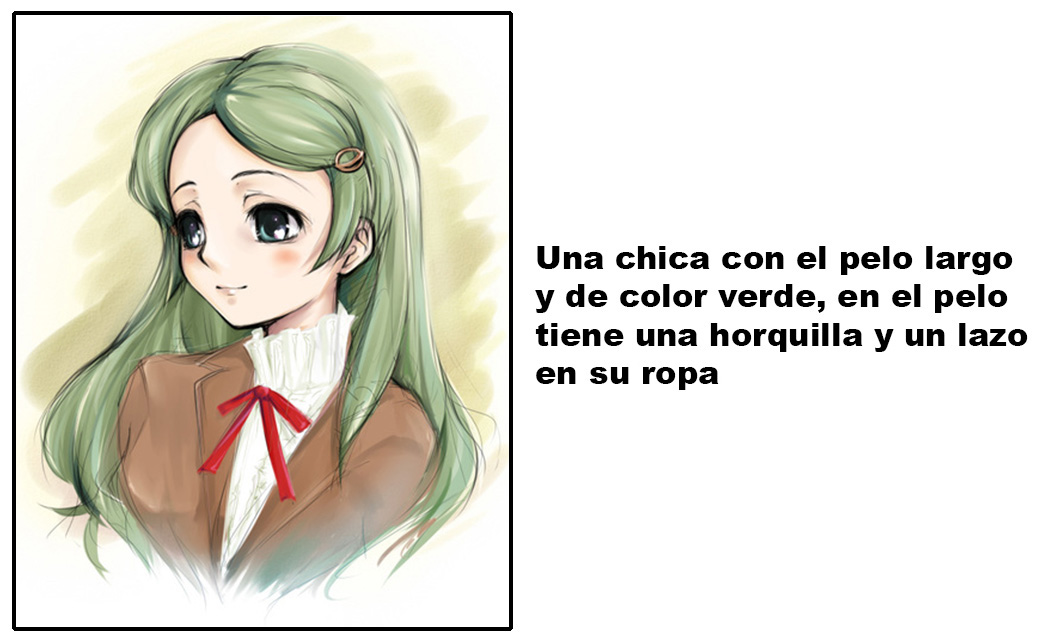 Una chica con el pelo largo
y de color verde, en el pelo
tiene una horquilla y un lazo
en su ropa